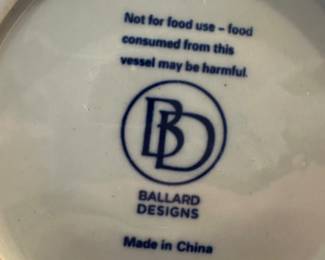 Not for food use – food
consumed from this
vessel may be harmful.
BD
BALLARD
DESIGNS
Made in China